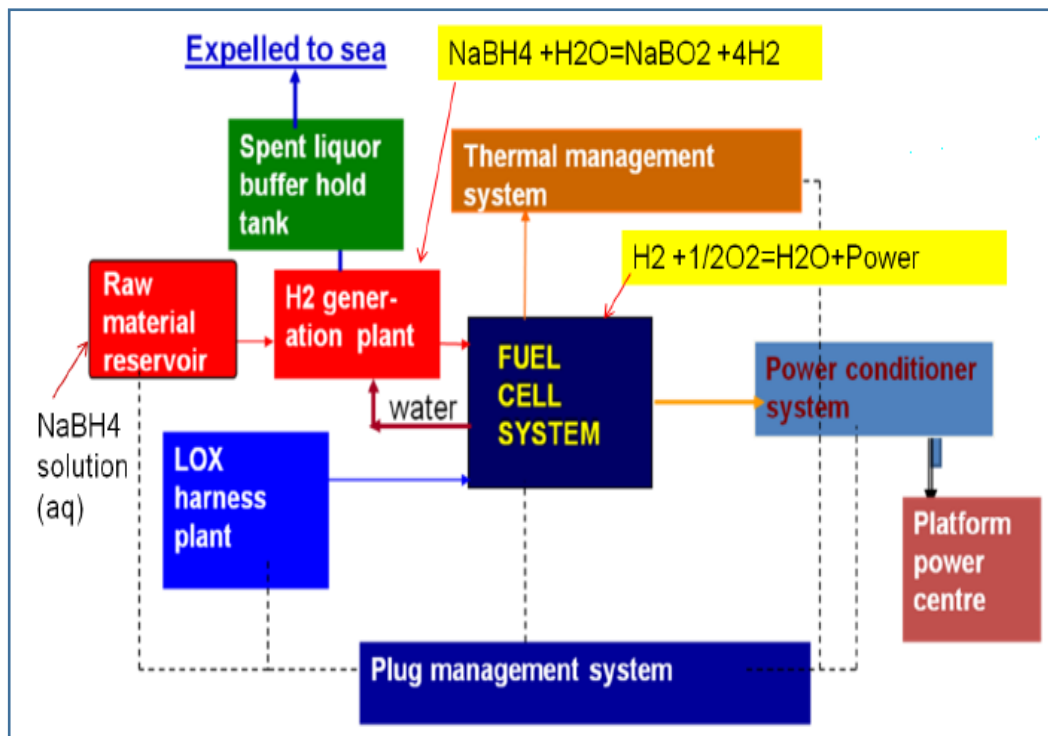 Expelled to sea
NaBH4 +H2O=NaBO2 +4H2
Spent liquor
buffer hold
tank
Thermal management
system
H2 +1/2O2=H2O+Power
Raw
material
reservoir
H2 gener-
ation plant
FUEL
CELL
SYSTEM
Power conditioner
system
water
NaBH4
solution
(aq)
LOX
harness
plant
Platform
power
centre
Plug management system